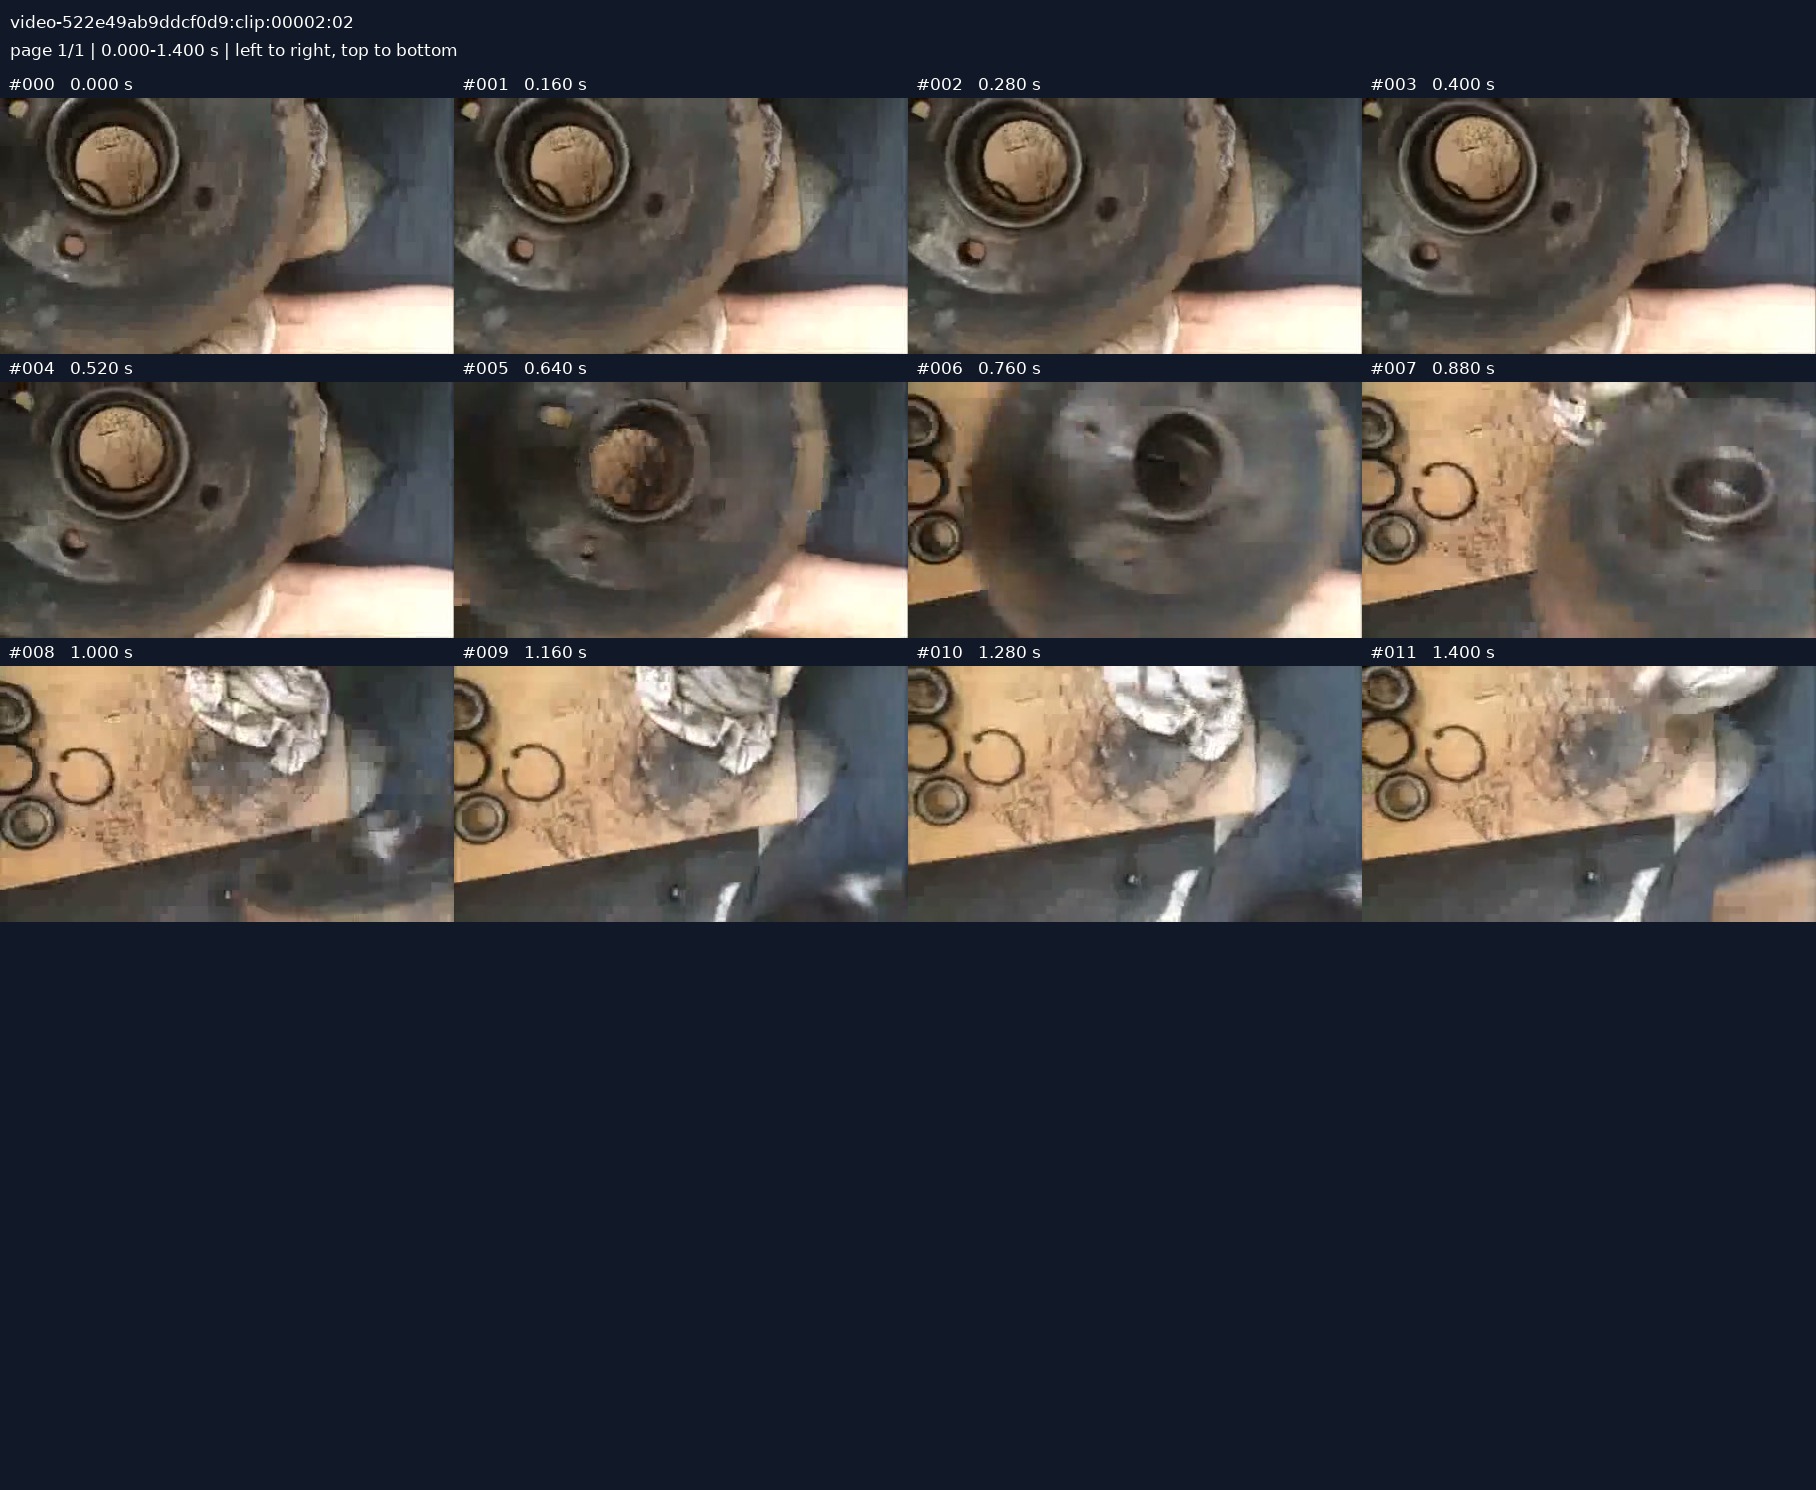 video-522e49ab9ddcf0d9:clip:00002:02
page 1/1 | 0.000-1.400 s | left to right, top to bottom
#000 0.000 s
#001 0.160 s
#002 0.280 s
#003 0.400 s
#004 0.520 s
#005 0.640 s
#006 0.760 s
#007 0.880 s
#008 1.000 s
#009 1.160 s
#010 1.280 s
#011 1.400 s